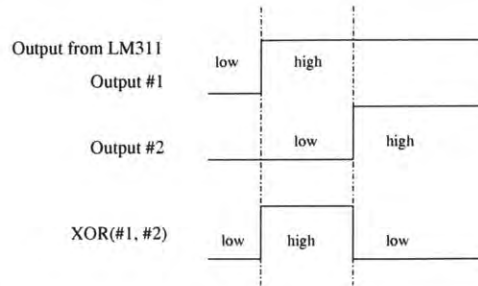 Output from LM311
low high
Output #1
Output #2
low high
XOR(#1, #2)
low high low